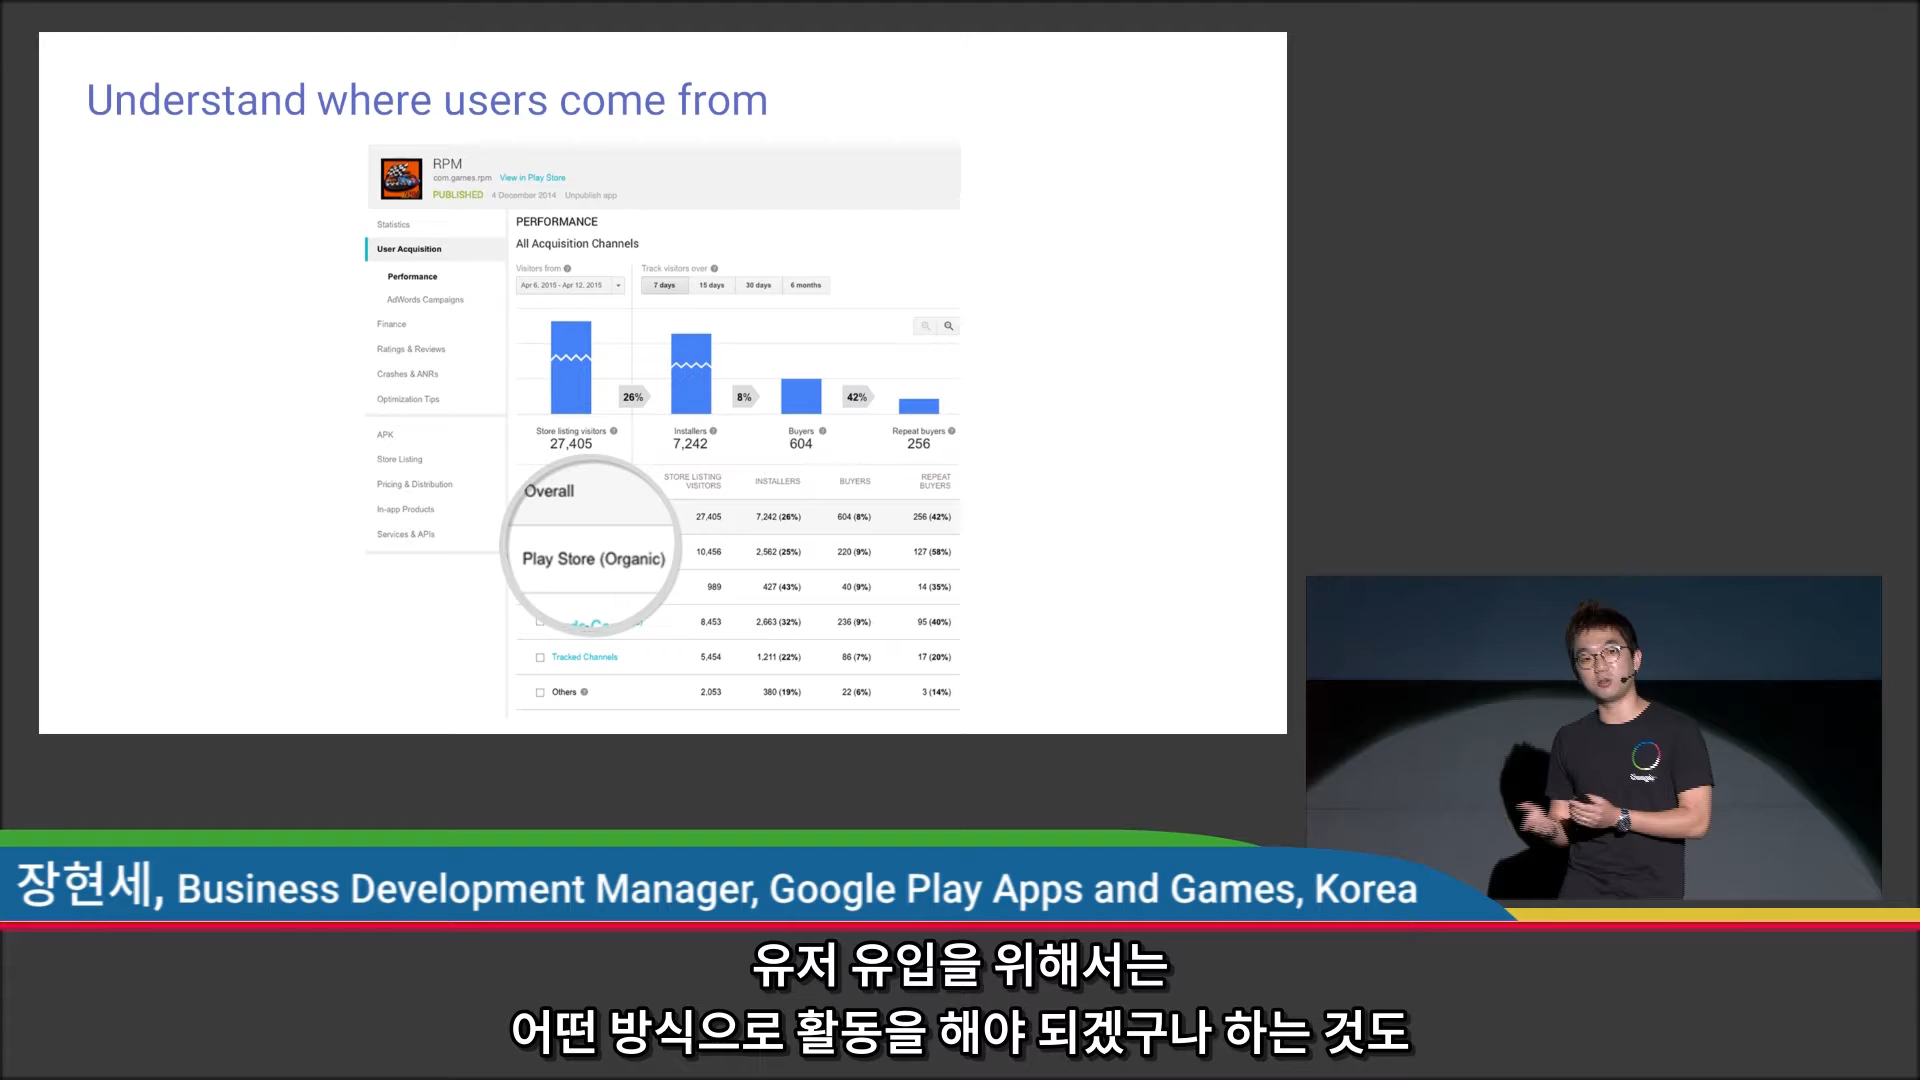 Understand where users come from
RPM
com.games.rpm View in Play Store
PUBLISHED 4 December 2014 Unpublish app
Statistics
User Acquisition
Performance
AdWords Campaigns
Finance
Ratings & Reviews
Crashes & ANRs
Optimization Tips
APK
Store Listing
Pricing & Distribution
In-app Products
Services & APIs
PERFORMANCE
All Acquisition Channels
Visitors from Track visitors over
Apr 6, 2015 - Apr 12, 2015 7 days 15 days 30 days 6 months
26% 8% 42%
Store listing visitors Installers Buyers Repeat buyers
27,405 7,242 604 256
STORE LISTING VISITORS INSTALLERS BUYERS REPEAT BUYERS
Overall 27,405 7,242 (26%) 604 (8%) 256 (42%)
Play Store (Organic) 10,456 2,562 (25%) 220 (9%) 127 (58%)
989 427 (43%) 40 (9%) 14 (35%)
8,453 2,663 (32%) 236 (9%) 95 (40%)
Tracked Channels 5,454 1,211 (22%) 86 (7%) 17 (20%)
Others 2,053 380 (19%) 22 (6%) 3 (14%)
Google
장현세, Business Development Manager, Google Play Apps and Games, Korea
유저 유입을 위해서는
어떤 방식으로 활동을 해야 되겠구나 하는 것도